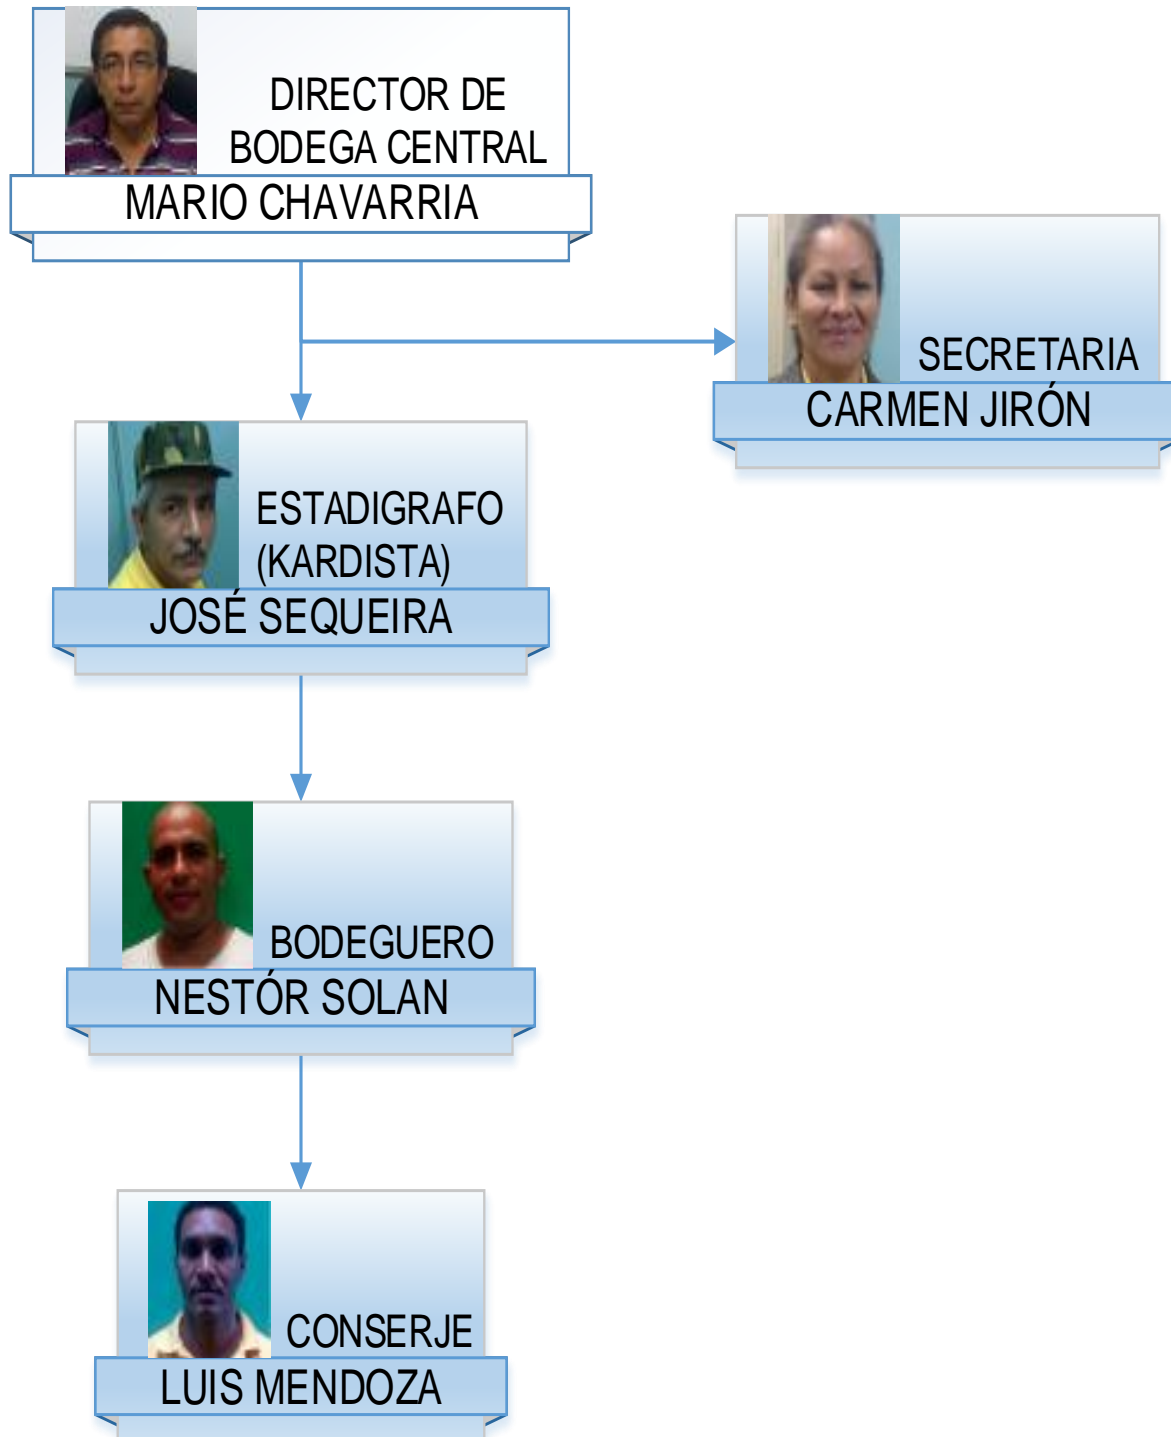 DIRECTOR DE
BODEGA CENTRAL
MARIO CHAVARRIA
SECRETARIA
CARMEN JIRÓN
ESTADIGRAFO
(KARDISTA)
JOSÉ SEQUEIRA
BODEGUERO
NESTÓR SOLAN
CONSERJE
LUIS MENDOZA